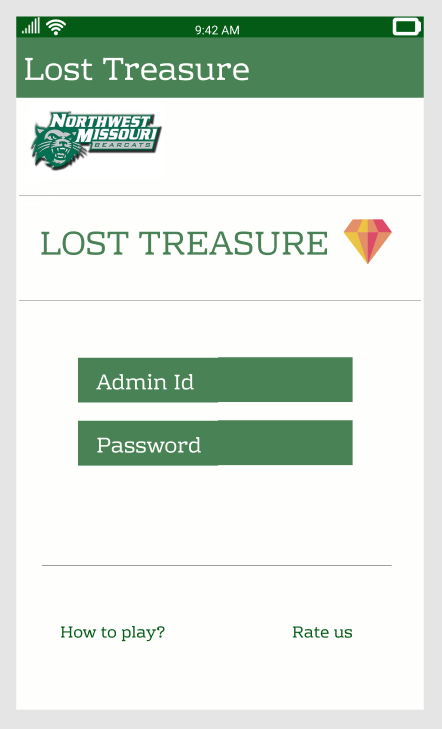 9:42 AM
Lost Treasure
NORTHWEST
MISSOURI
BEARCATS
LOST TREASURE
Admin Id
Password
How to play?
Rate us